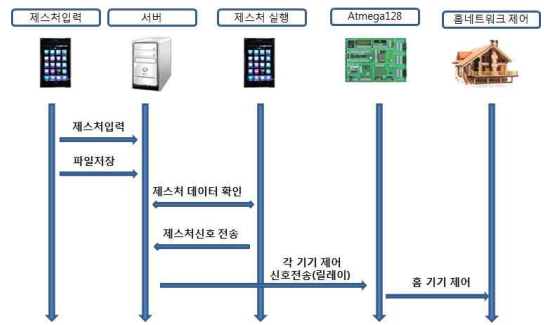 제스처입력
서버
제스처 실행
Atmega128
홈네트워크 제어
제스처입력
파일저장
제스처 데이터 확인
제스처신호 전송
각 기기 제어
신호전송(릴레이)
홈 기기 제어